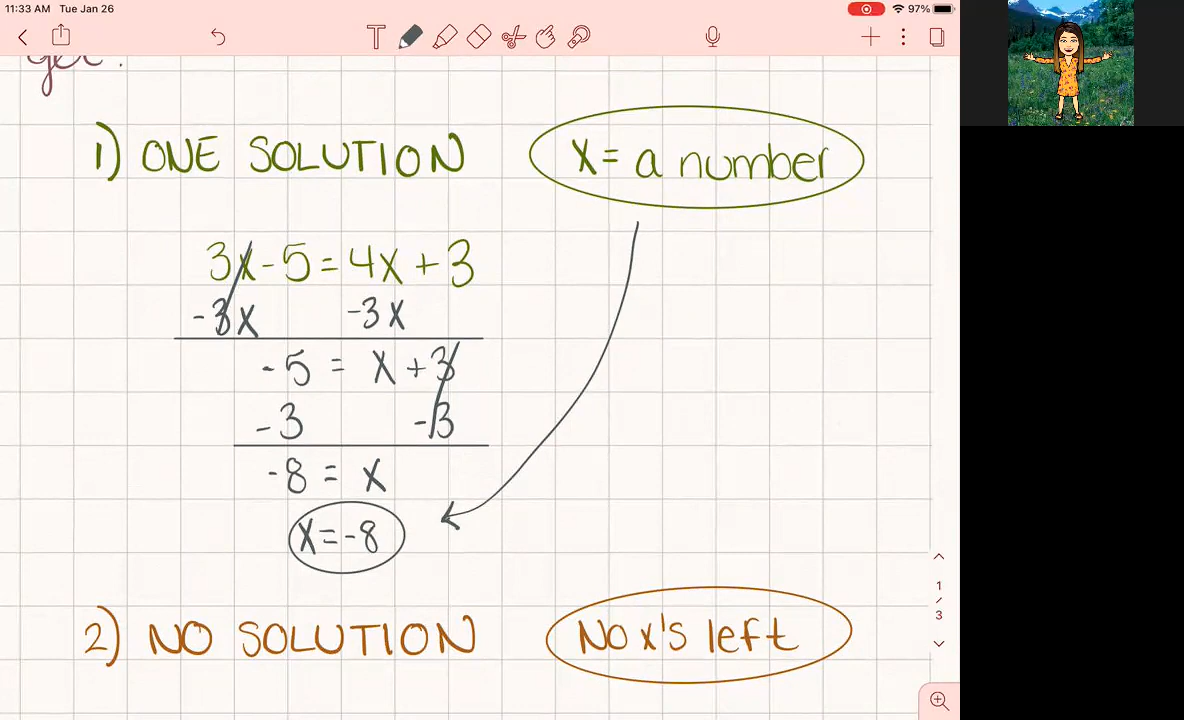 11:33 AM Tue Jan 26
97%
yet.
1) ONE SOLUTION
x= a number
3x-5=4x+3
-3x -3x
-5 = x+3
-3 -3
-8 = x
x=-8
1
/
3
2) NO SOLUTION
No x's left